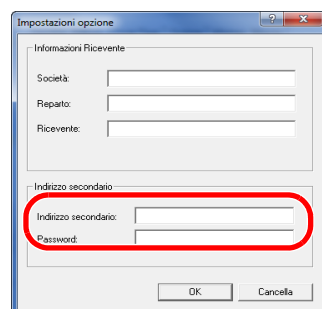 Impostazioni opzione
Informazioni Ricevente
Società:
Reparto:
Ricevente:
Indirizzo secondario
Indirizzo secondario:
Password:
OK Cancella